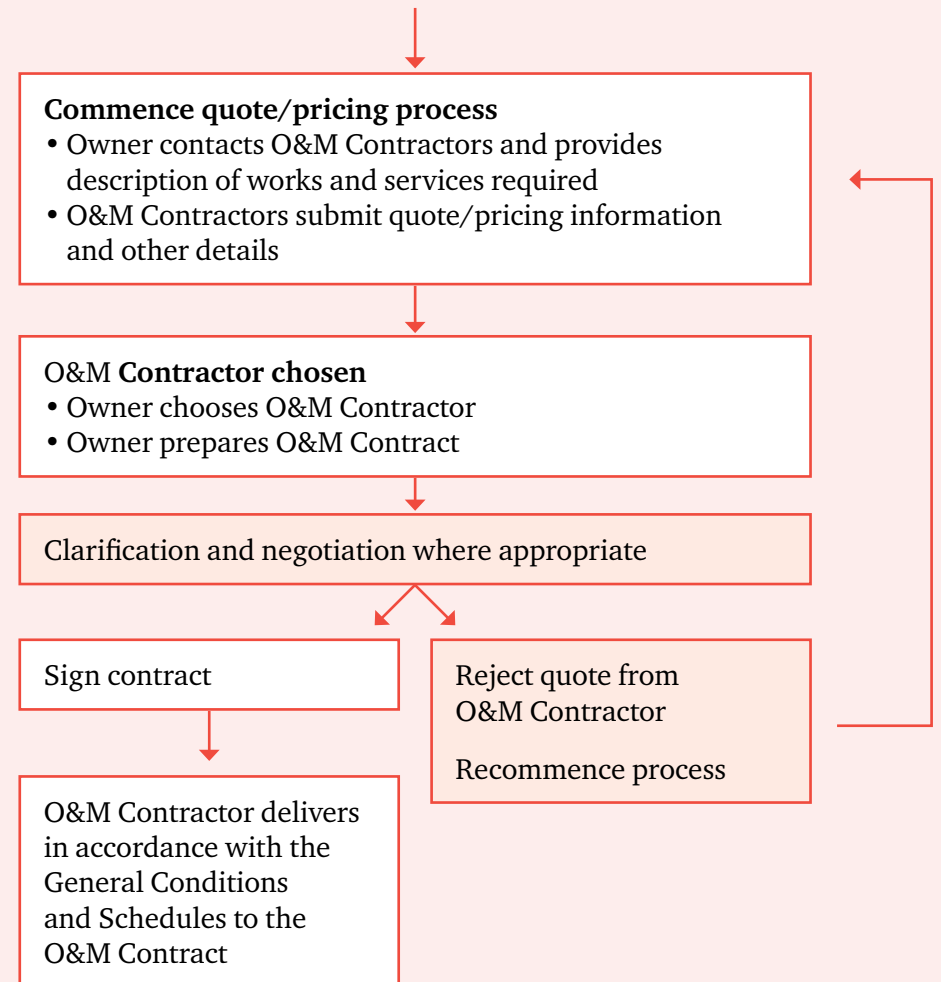 Commence quote/pricing process
• Owner contacts O&M Contractors and provides
description of works and services required
• O&M Contractors submit quote/pricing information
and other details
O&M Contractor chosen
• Owner chooses O&M Contractor
• Owner prepares O&M Contract
Clarification and negotiation where appropriate
Sign contract
Reject quote from
O&M Contractor
Recommence process
O&M Contractor delivers
in accordance with the
General Conditions
and Schedules to the
O&M Contract